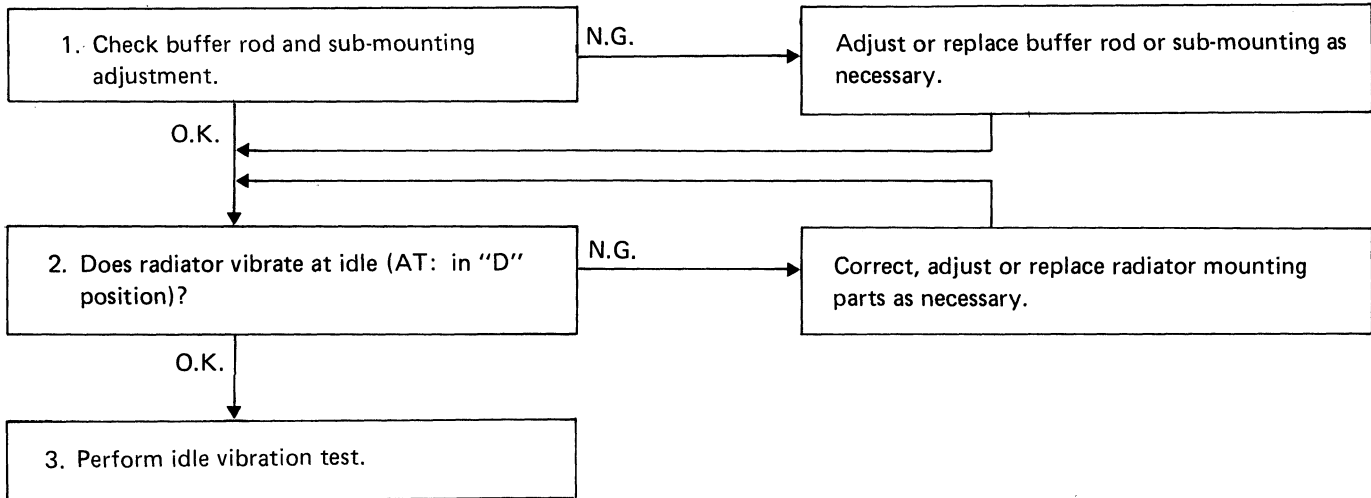 1. Check buffer rod and sub-mounting
adjustment.
N.G.
Adjust or replace buffer rod or sub-mounting as
necessary.
O.K.
2. Does radiator vibrate at idle (AT: in "D"
position)?
N.G.
Correct, adjust or replace radiator mounting
parts as necessary.
O.K.
3. Perform idle vibration test.